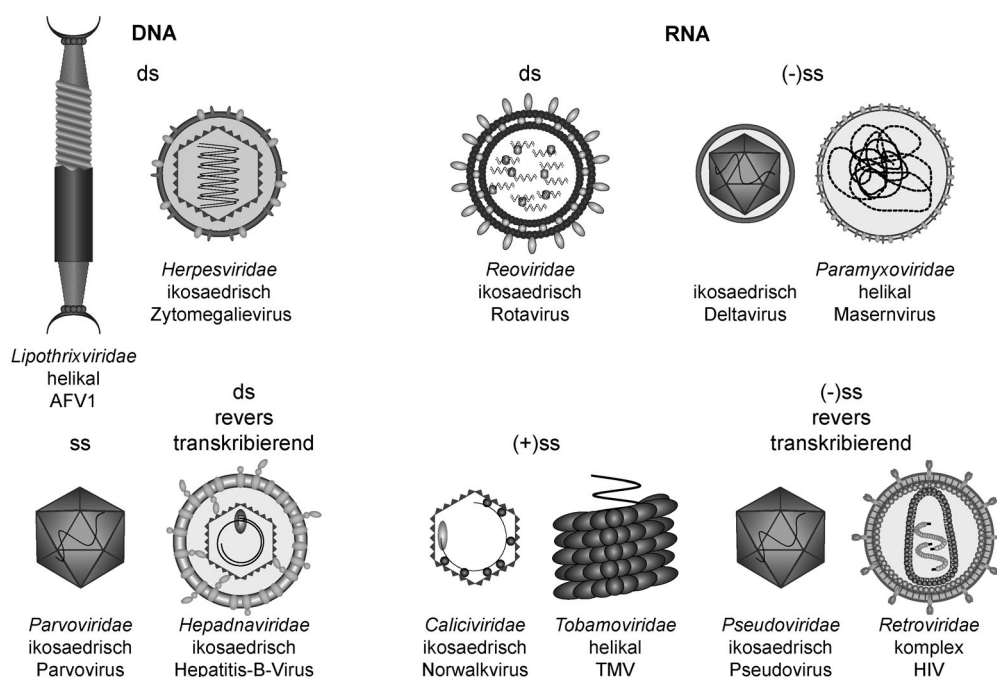 DNA
RNA
ds
ds
(-)ss
Herpesviridae
ikosaedrisch
Zytomegalievirus
Reoviridae
ikosaedrisch
Rotavirus
ikosaedrisch
Deltavirus
Paramyxoviridae
helikal
Masernvirus
Lipothrixviridae
helikal
AFV1
ss
ds
revers
transkribierend
(+)ss
(-)ss
revers
transkribierend
Parvoviridae
ikosaedrisch
Parvovirus
Hepadnaviridae
ikosaedrisch
Hepatitis-B-Virus
Caliciviridae
ikosaedrisch
Norwalkvirus
Tobamoviridae
helikal
TMV
Pseudoviridae
ikosaedrisch
Pseudovirus
Retroviridae
komplex
HIV